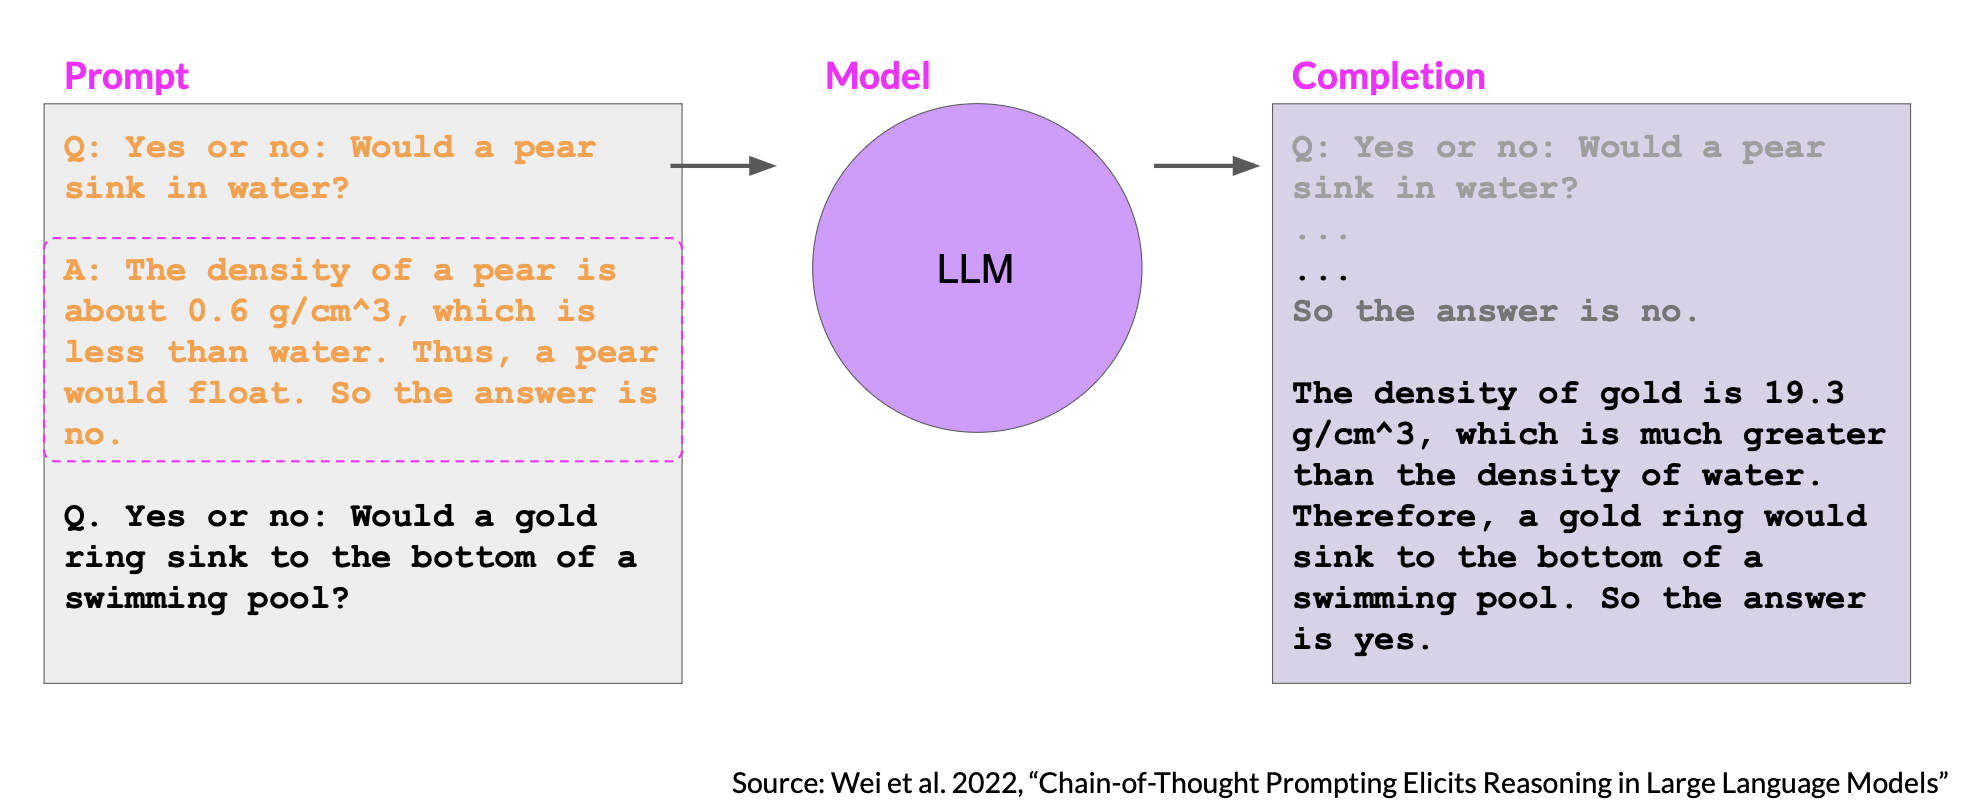 Prompt
Q: Yes or no: Would a pear
sink in water?
A: The density of a pear is
about 0.6 g/cm^3, which is
less than water. Thus, a pear
would float. So the answer is
no.
Q. Yes or no: Would a gold
ring sink to the bottom of a
swimming pool?
Model
LLM
Completion
Q: Yes or no: Would a pear
sink in water?
...
...
So the answer is no.
The density of gold is 19.3
g/cm^3, which is much greater
than the density of water.
Therefore, a gold ring would
sink to the bottom of a
swimming pool. So the answer
is yes.
Source: Wei et al. 2022, “Chain-of-Thought Prompting Elicits Reasoning in Large Language Models”